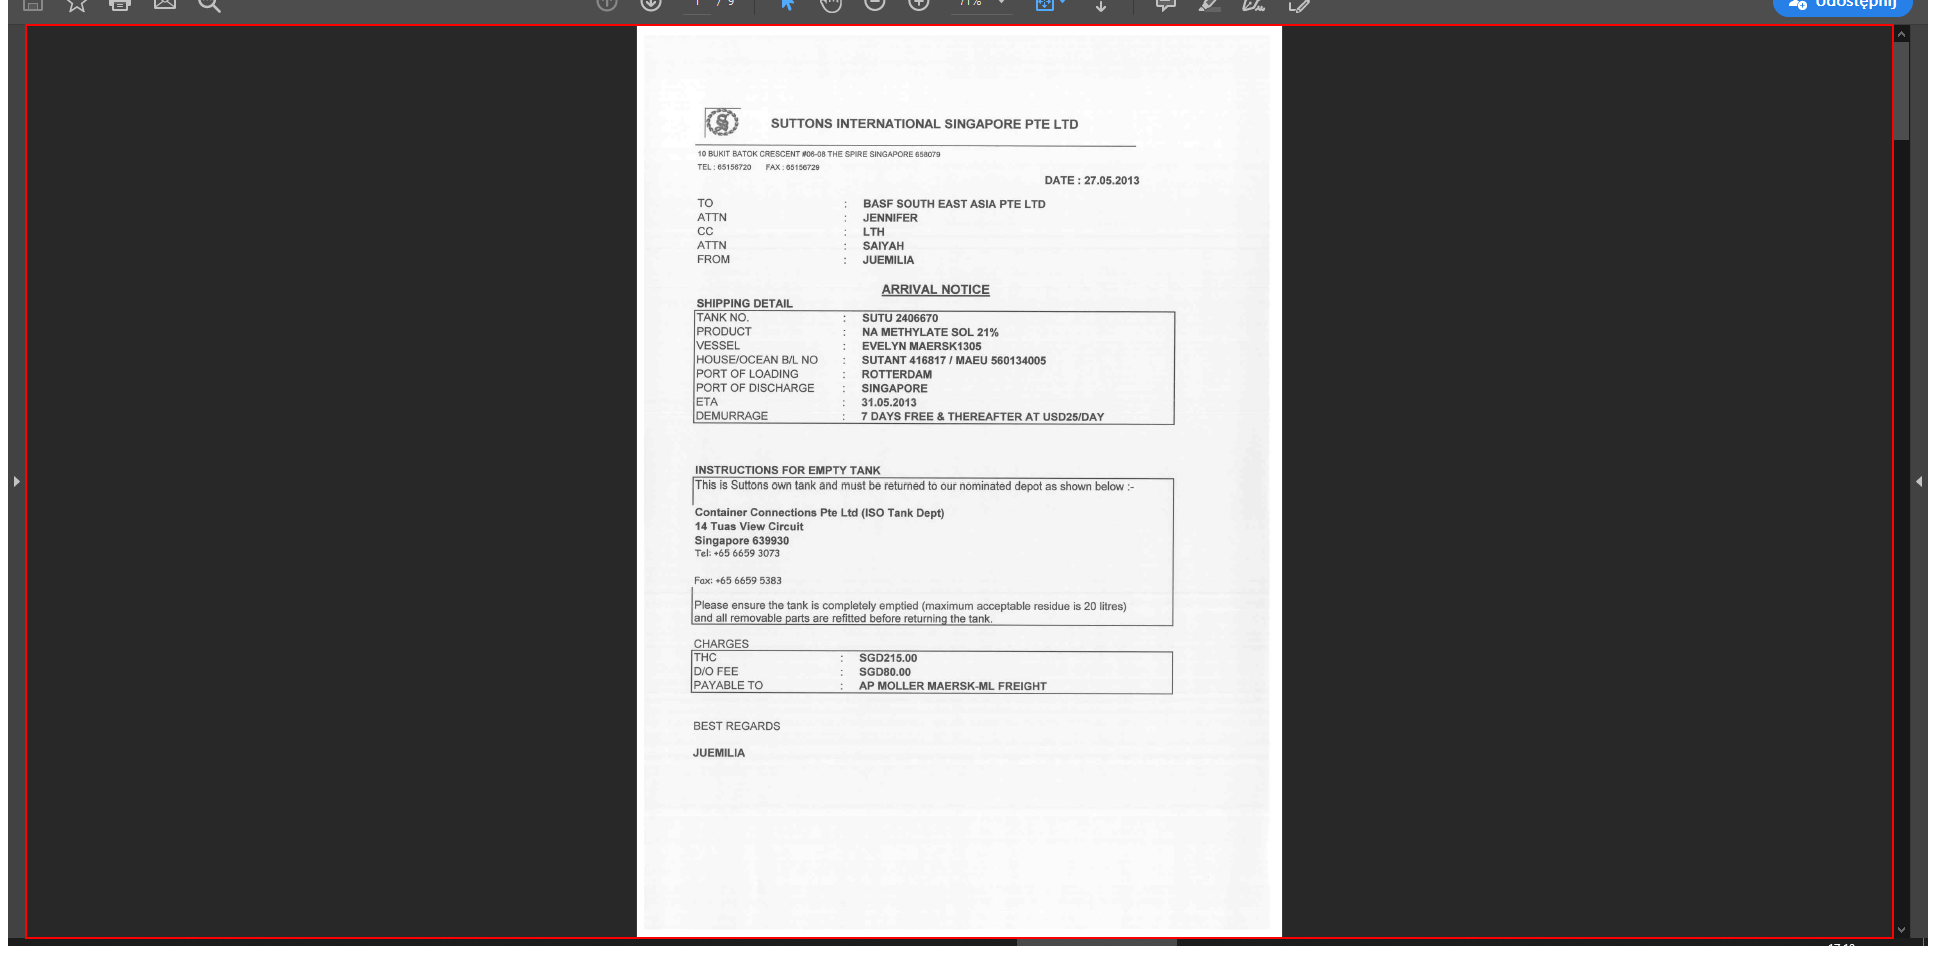 1 / 9
71%
Udostępnij
SUTTONS INTERNATIONAL SINGAPORE PTE LTD
10 BUKIT BATOK CRESCENT #06-08 THE SPIRE SINGAPORE 658079
TEL : 65156720 FAX : 65156729
DATE : 27.05.2013
TO : BASF SOUTH EAST ASIA PTE LTD
ATTN : JENNIFER
CC : LTH
ATTN : SAIYAH
FROM : JUEMILIA
ARRIVAL NOTICE
SHIPPING DETAIL
TANK NO. : SUTU 2406670
PRODUCT : NA METHYLATE SOL 21%
VESSEL : EVELYN MAERSK1305
HOUSE/OCEAN B/L NO : SUTANT 416817 / MAEU 560134005
PORT OF LOADING : ROTTERDAM
PORT OF DISCHARGE : SINGAPORE
ETA : 31.05.2013
DEMURRAGE : 7 DAYS FREE & THEREAFTER AT USD25/DAY
INSTRUCTIONS FOR EMPTY TANK
This is Suttons own tank and must be returned to our nominated depot as shown below :-
Container Connections Pte Ltd (ISO Tank Dept)
14 Tuas View Circuit
Singapore 639930
Tel: +65 6659 3073
Fax: +65 6659 5383
Please ensure the tank is completely emptied (maximum acceptable residue is 20 litres)
and all removable parts are refitted before returning the tank.
CHARGES
THC : SGD215.00
D/O FEE : SGD80.00
PAYABLE TO : AP MOLLER MAERSK-ML FREIGHT
BEST REGARDS
JUEMILIA